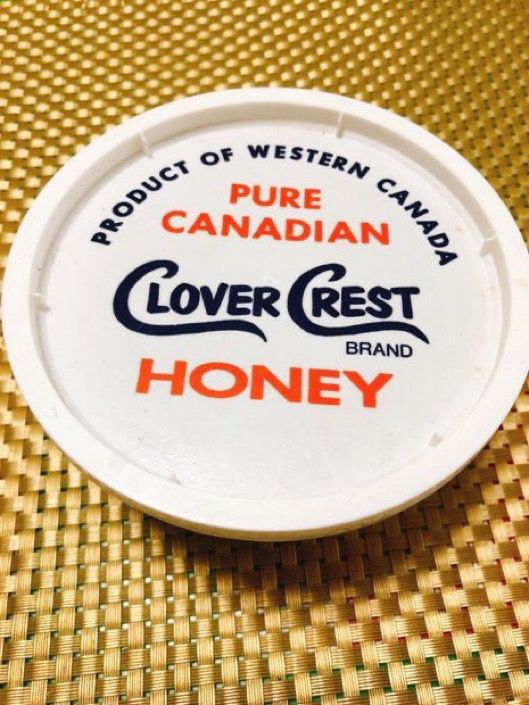 PRODUCT OF WESTERN CANADA
PURE
CANADIAN
CLOVER CREST
BRAND
HONEY